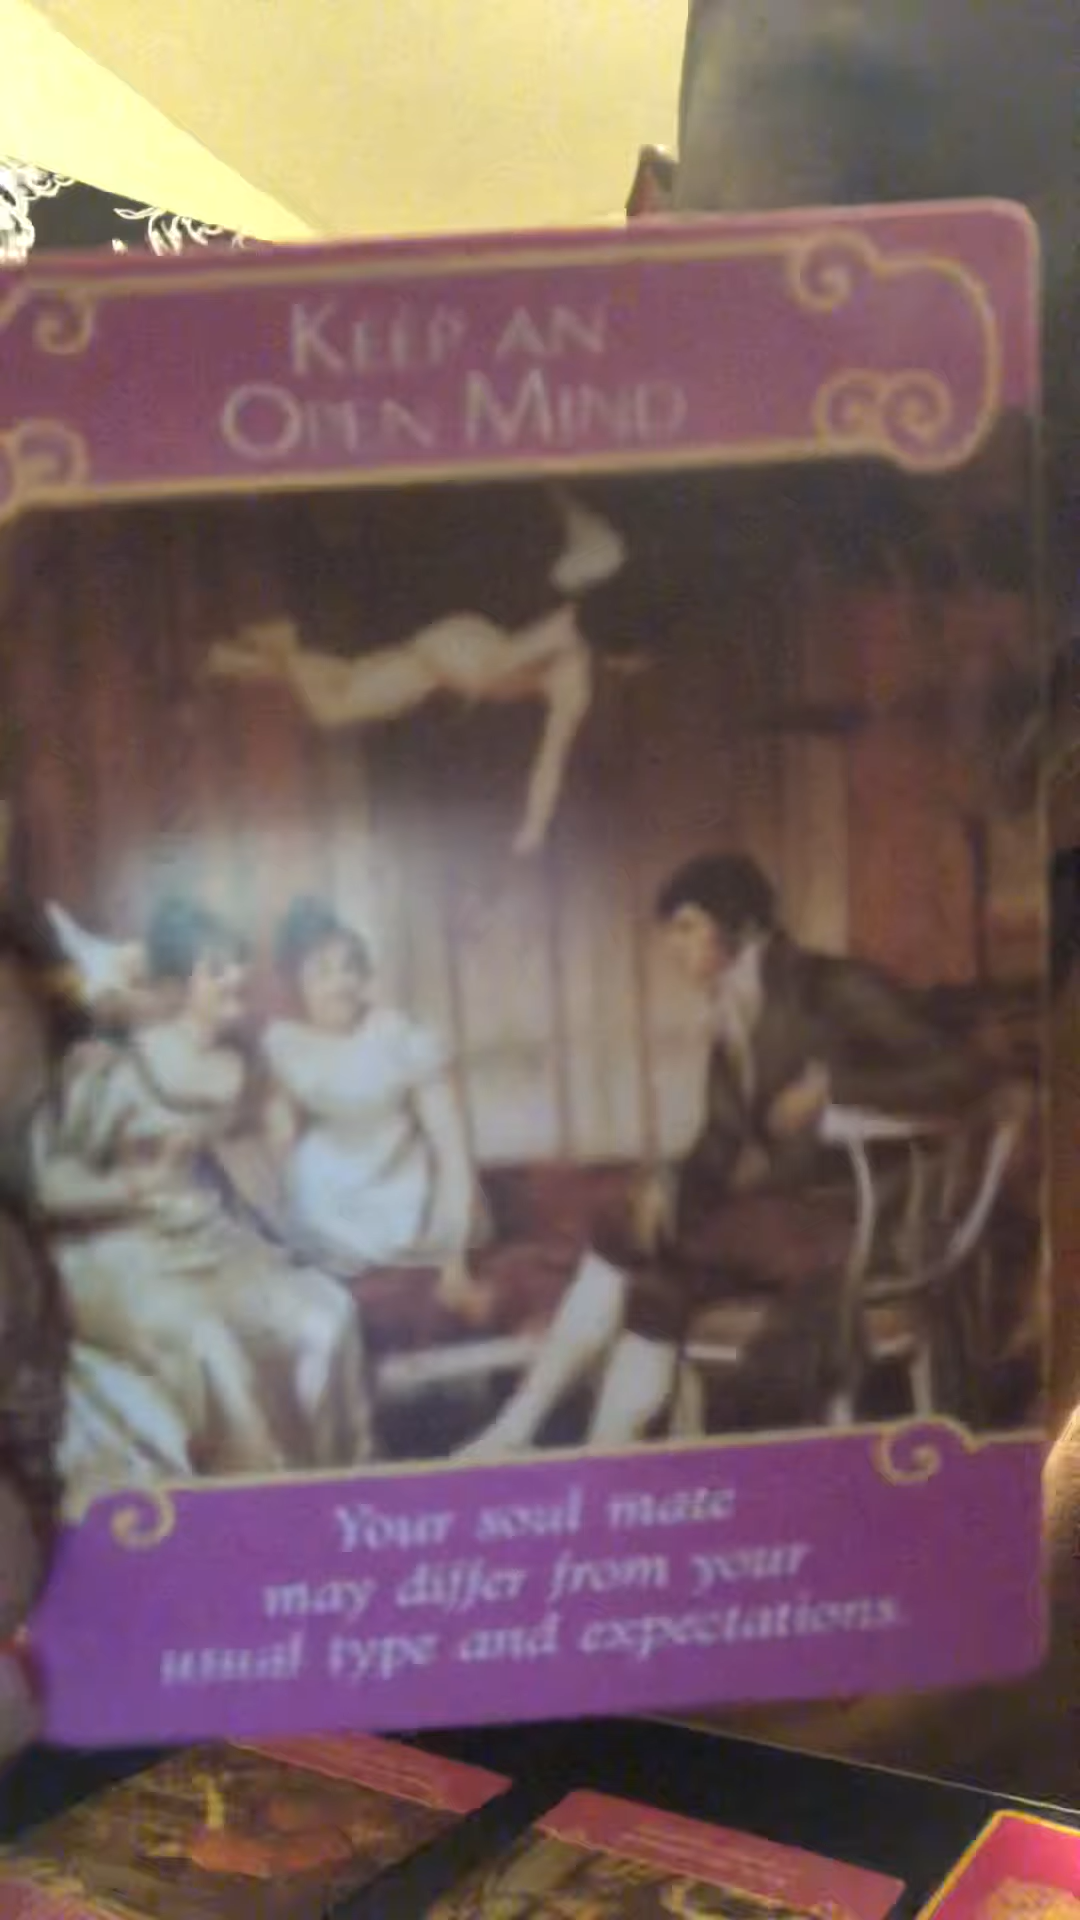 KEEP AN
OPEN MIND
Your soul mate
may differ from your
usual type and expectations.